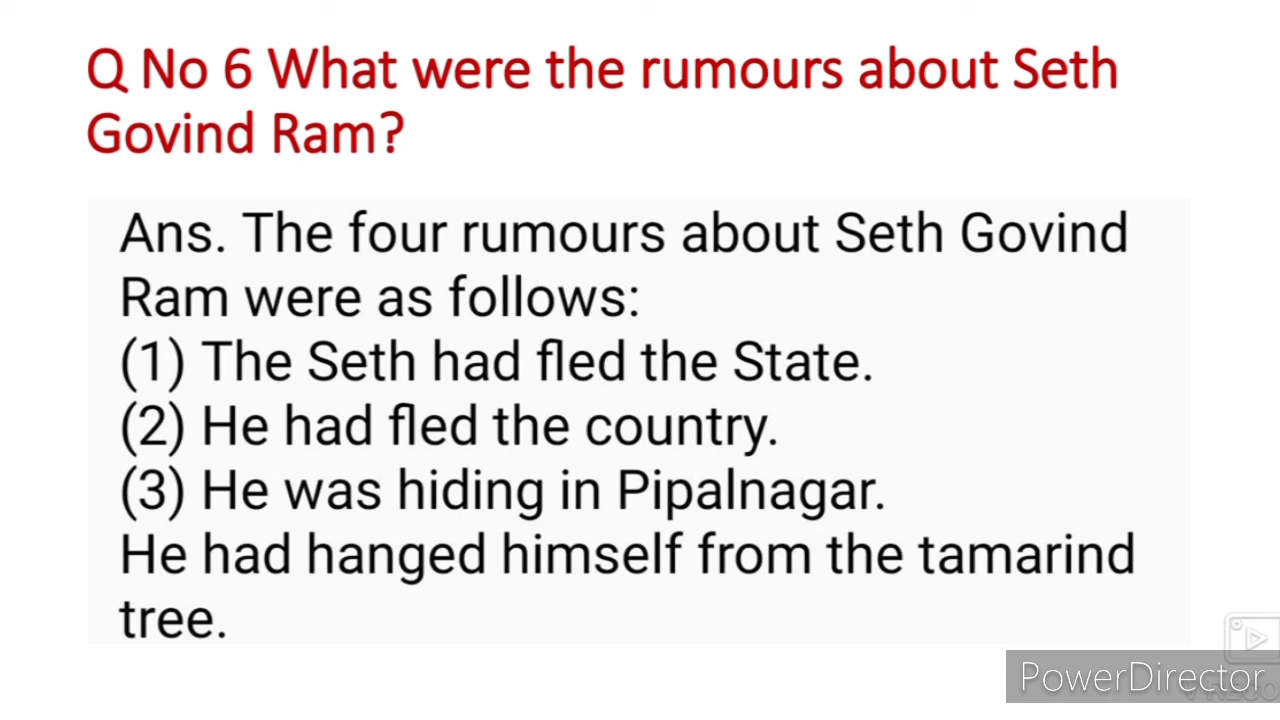 Q No 6 What were the rumours about Seth
Govind Ram?
Ans. The four rumours about Seth Govind
Ram were as follows:
(1) The Seth had fled the State.
(2) He had fled the country.
(3) He was hiding in Pipalnagar.
He had hanged himself from the tamarind
tree.
PowerDirector